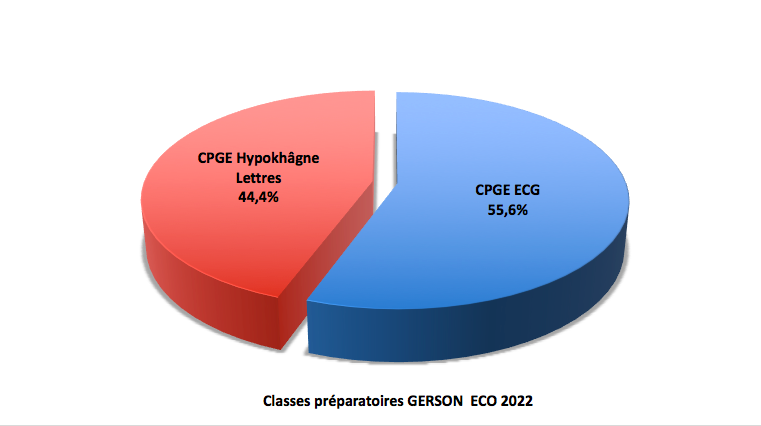 CPGE Hypokhâgne
Lettres
44,4%
CPGE ECG
55,6%
Classes préparatoires GERSON  ECO 2022